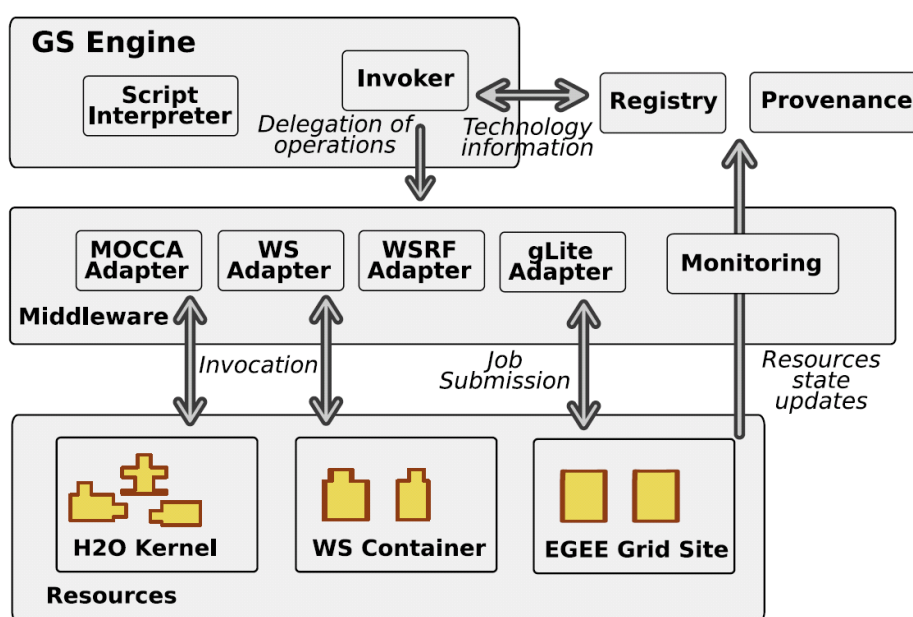 GS Engine
Script
Interpreter
Invoker
Registry
Provenance
Delegation of
operations
Technology
information
MOCCA
Adapter
WS
Adapter
WSRF
Adapter
gLite
Adapter
Monitoring
Middleware
Invocation
Job
Submission
Resources
state
updates
H2O Kernel
WS Container
EGEE Grid Site
Resources